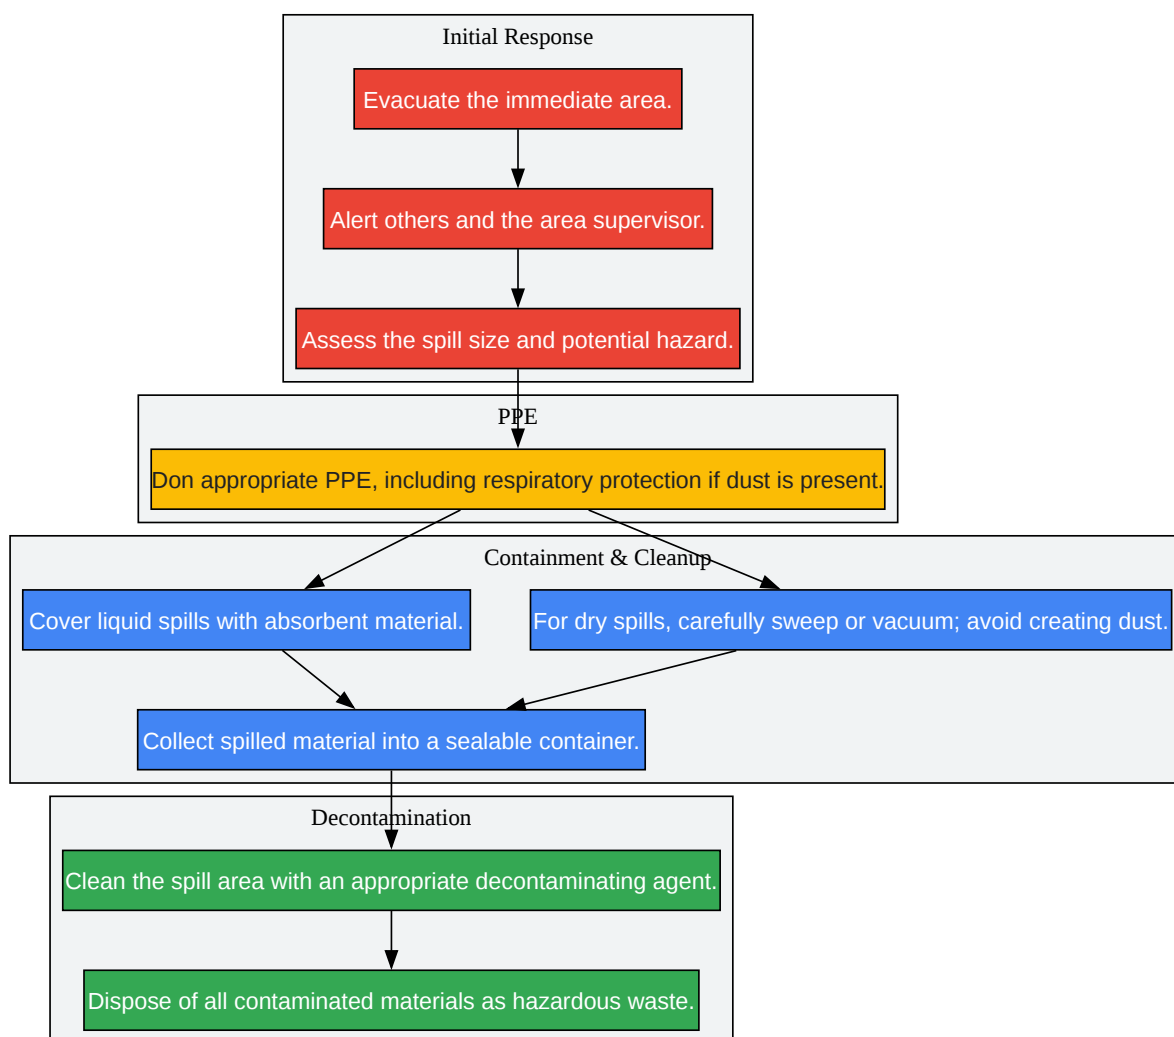 Initial Response
Evacuate the immediate area.
Alert others and the area supervisor.
Assess the spill size and potential hazard.
PPE
Don appropriate PPE, including respiratory protection if dust is present.
Containment & Cleanup
Cover liquid spills with absorbent material.
For dry spills, carefully sweep or vacuum; avoid creating dust.
Collect spilled material into a sealable container.
Decontamination
Clean the spill area with an appropriate decontaminating agent.
Dispose of all contaminated materials as hazardous waste.